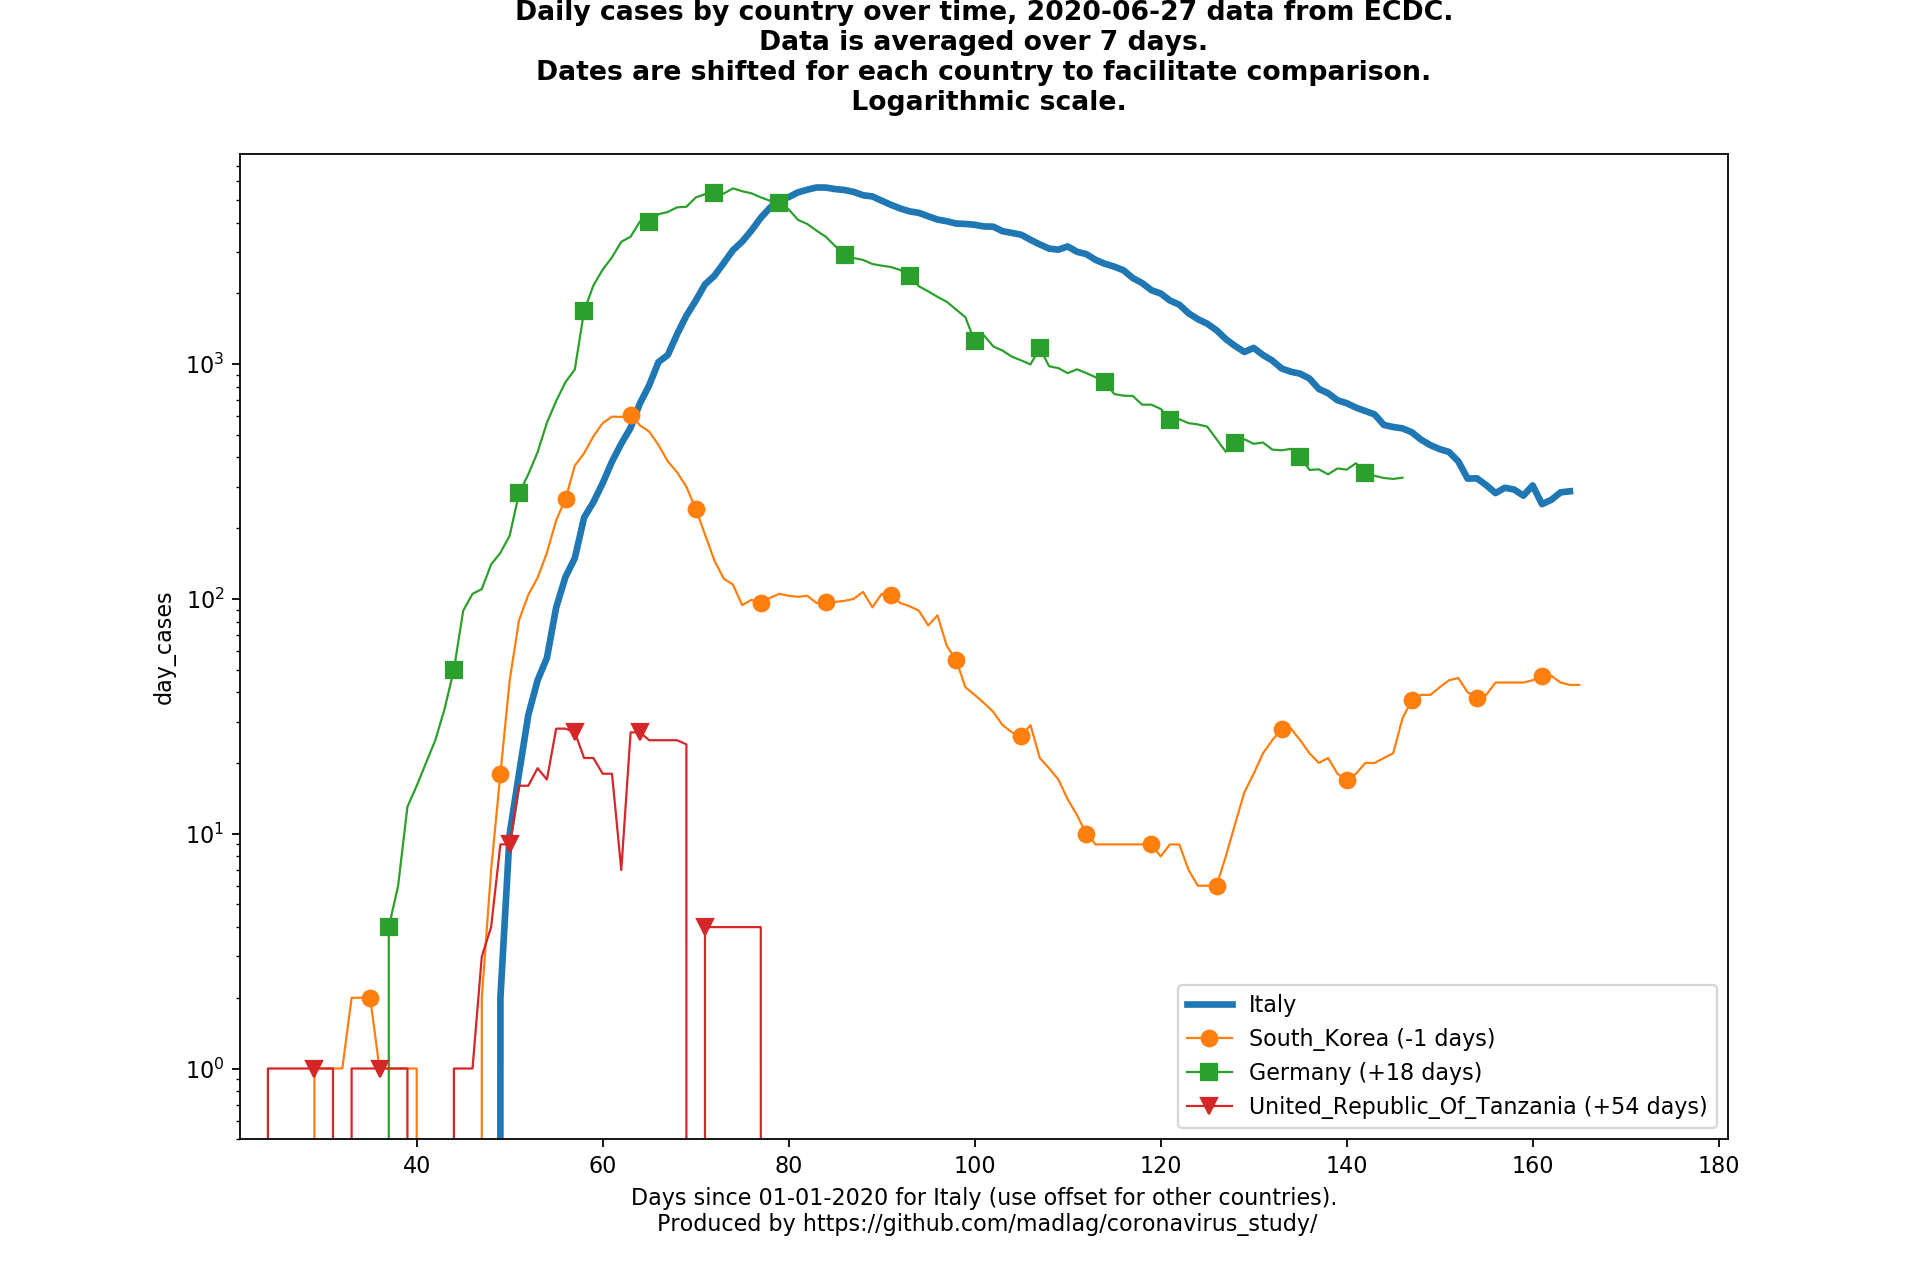 Daily cases by country over time, 2020-06-27 data from ECDC.
Data is averaged over 7 days.
Dates are shifted for each country to facilitate comparison.
Logarithmic scale.
10³
10²
10¹
10⁰
day_cases
Italy
South_Korea (-1 days)
Germany (+18 days)
United_Republic_Of_Tanzania (+54 days)
40 60 80 100 120 140 160 180
Days since 01-01-2020 for Italy (use offset for other countries).
Produced by https://github.com/madlag/coronavirus_study/